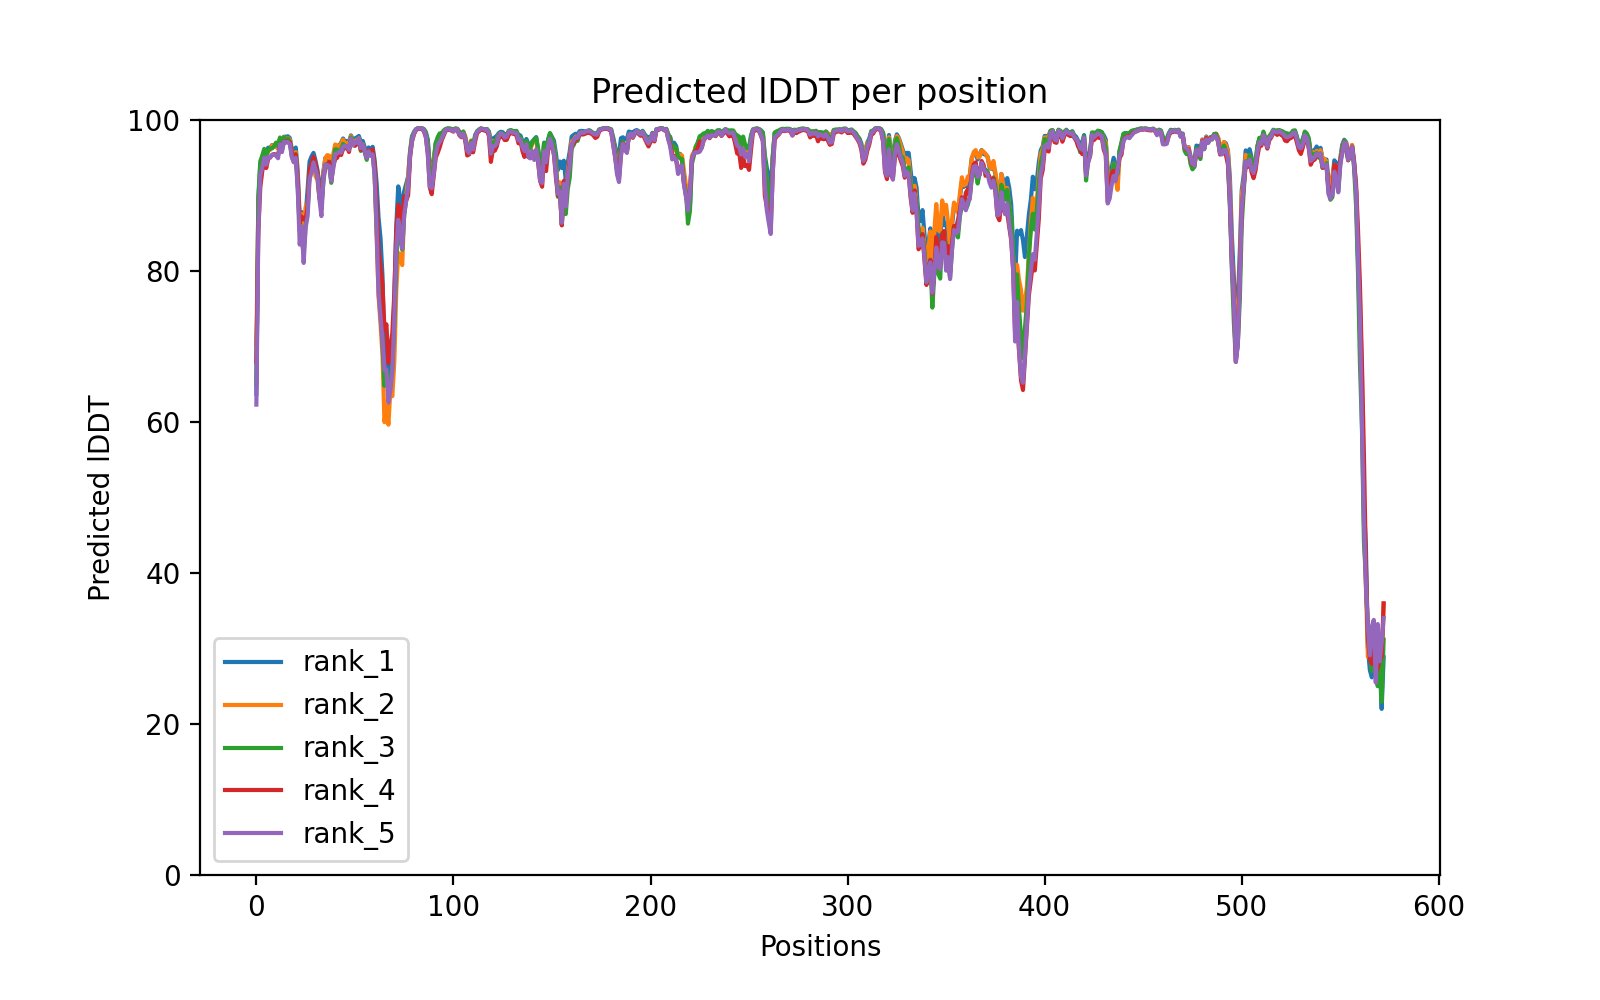 Predicted lDDT per position
100
80
60
40
20
0
Predicted lDDT
rank_1
rank_2
rank_3
rank_4
rank_5
0 100 200 300 400 500 600
Positions